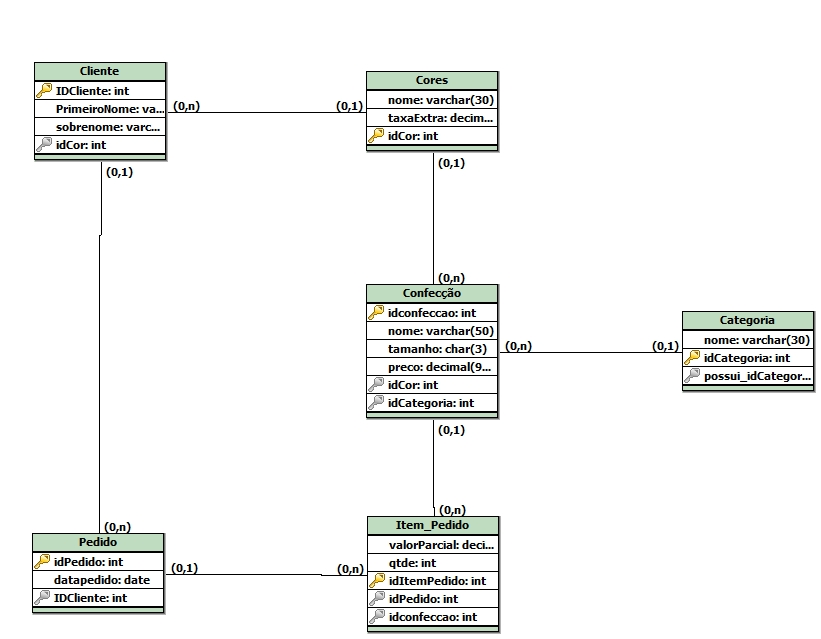 Cliente
IDCliente: int
PrimeiroNome: va...
sobrenome: varc...
idCor: int
(0,n)
(0,1)
Cores
nome: varchar(30)
taxaExtra: decim...
idCor: int
(0,1)
(0,1)
(0,n)
Confecção
idconfeccao: int
nome: varchar(50)
tamanho: char(3)
preco: decimal(9...
idCor: int
idCategoria: int
(0,n)
(0,1)
Categoria
nome: varchar(30)
idCategoria: int
possui_idCategor...
(0,1)
(0,n)
(0,n)
Pedido
idPedido: int
datapedido: date
IDCliente: int
(0,1)
(0,n)
Item_Pedido
valorParcial: deci...
qtde: int
idItemPedido: int
idPedido: int
idconfeccao: int